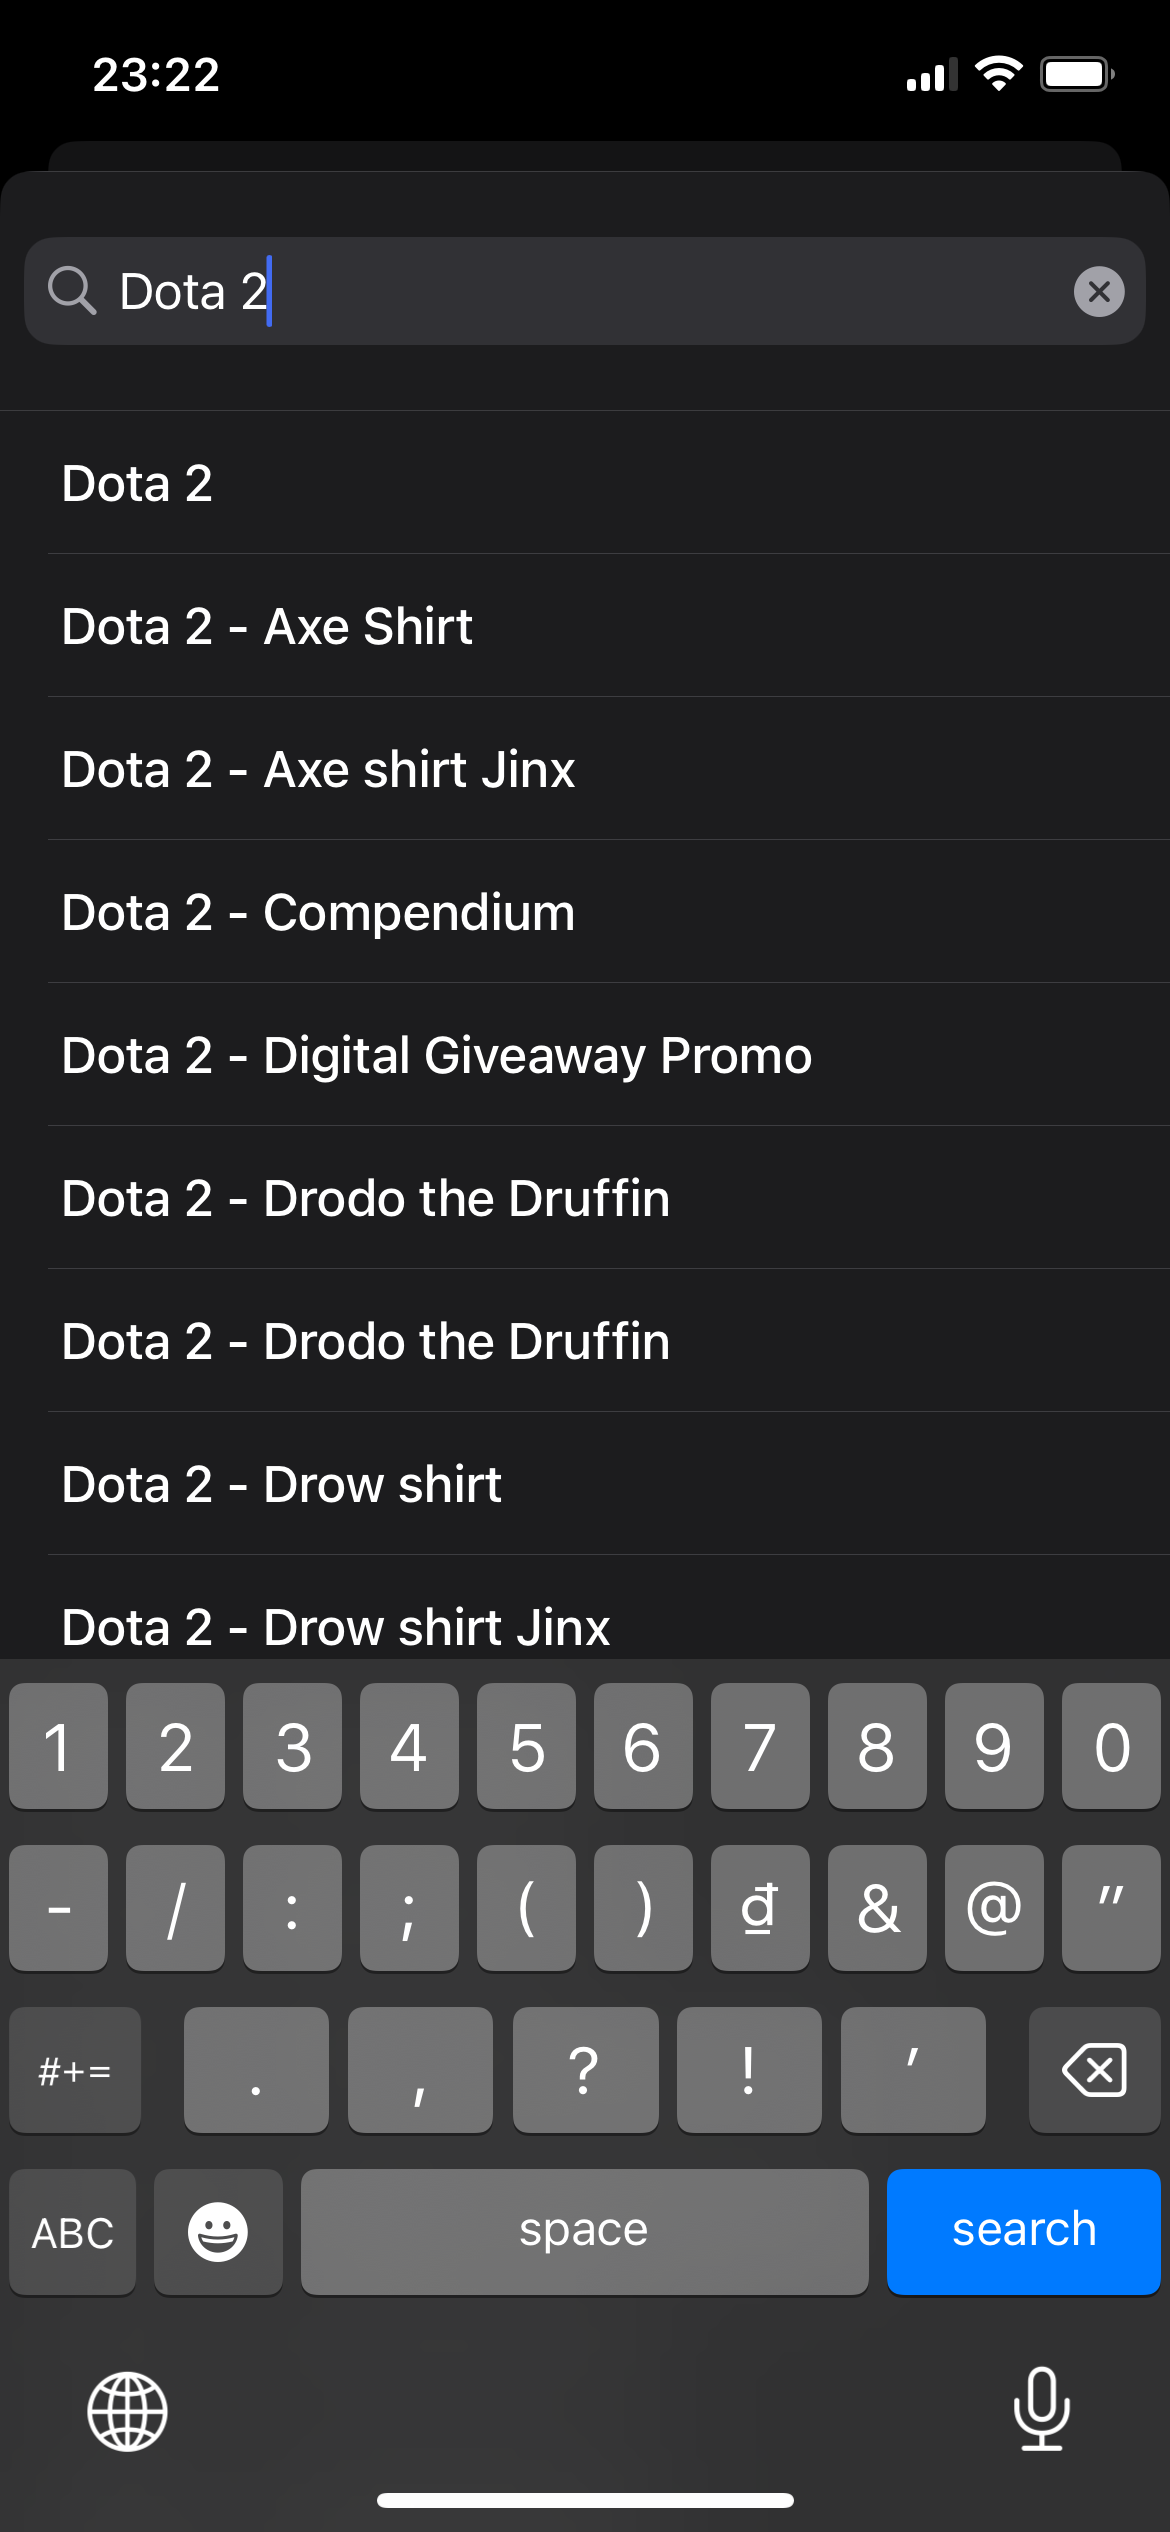 23:22
Dota 2
Dota 2
Dota 2 - Axe Shirt
Dota 2 - Axe shirt Jinx
Dota 2 - Compendium
Dota 2 - Digital Giveaway Promo
Dota 2 - Drodo the Druffin
Dota 2 - Drodo the Druffin
Dota 2 - Drow shirt
Dota 2 - Drow shirt Jinx
1 2 3 4 5 6 7 8 9 0
- / : ; ( ) ₫ & @ "
#+= . , ? ! '
ABC space search